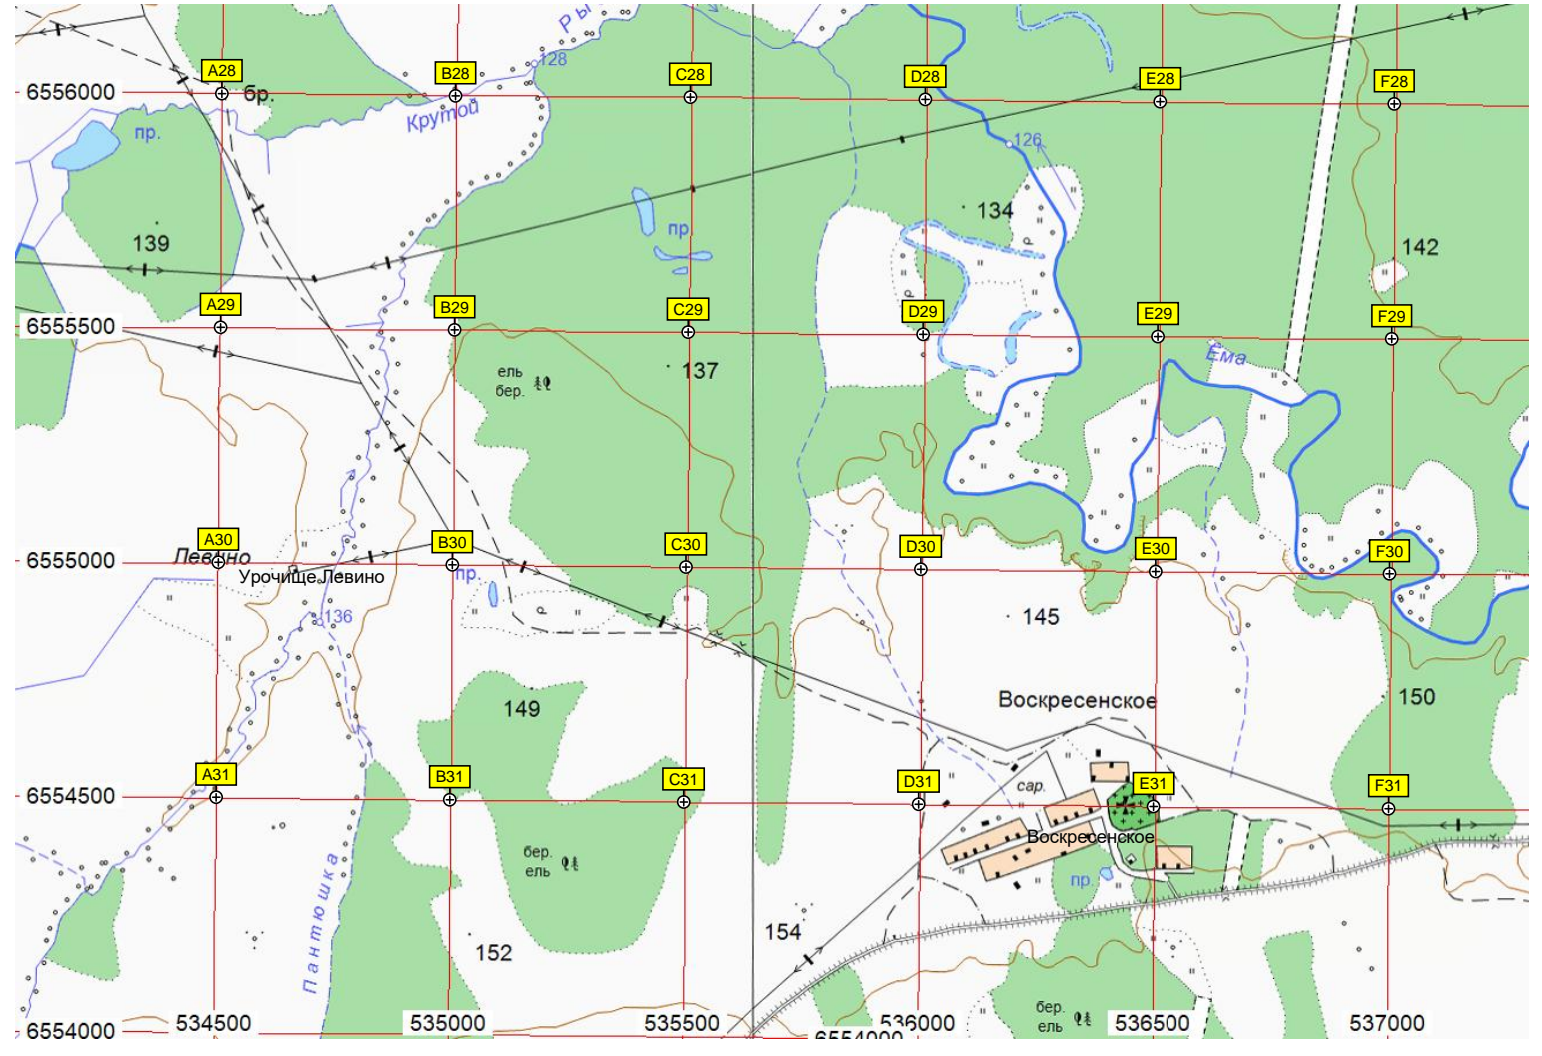 Ры
128
A28
B28
C28
D28
E28
F28
6556000
бр.
Крутой
пр.
126
134
139
пр.
142
A29
B29
C29
D29
E29
F29
6555500
Ёма
ель
бер.
137
р
р
A30
B30
C30
D30
E30
F30
6555000
Левино
Урочище Левино
пр.
р
136
145
149
Воскресенское
150
A31
B31
C31
D31
E31
F31
6554500
сар.
Воскресенское
бер.
ель
пр.
Пантюшка
152
154
бер.
ель
6554000
534500
535000
535500
536000
536500
537000
6554000